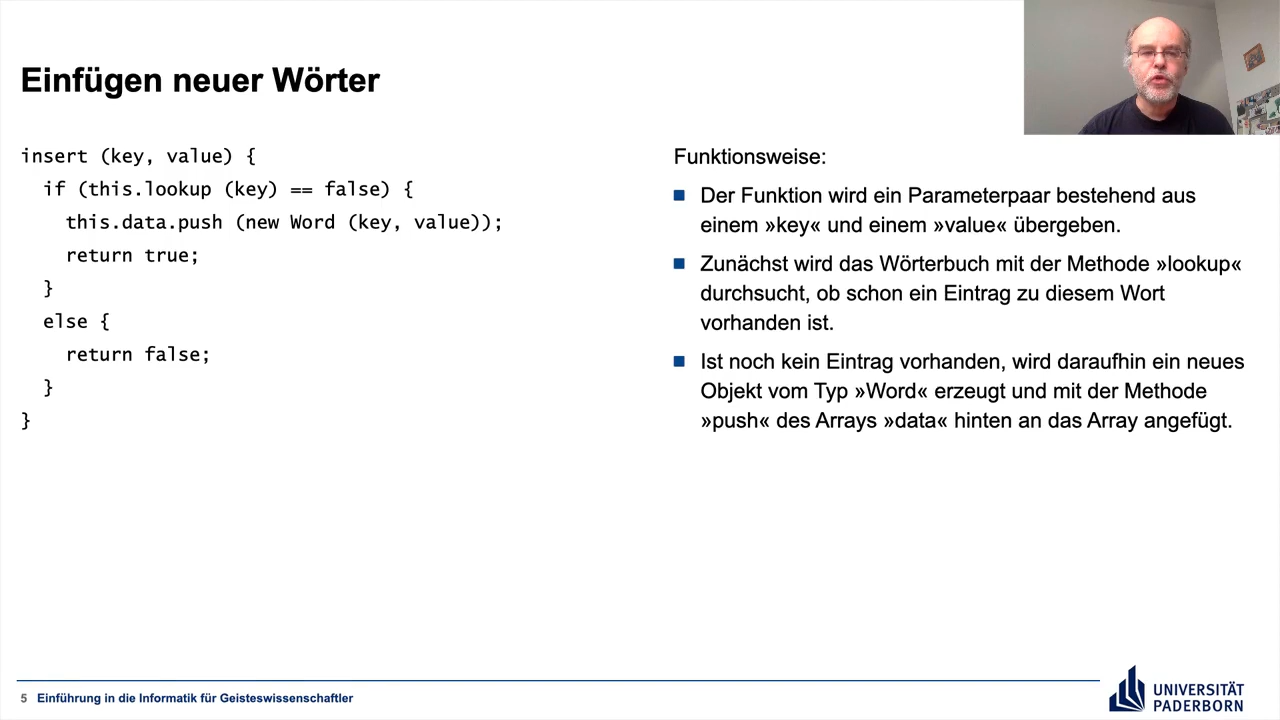 Einfügen neuer Wörter
insert (key, value) {
if (this.lookup (key) == false) {
this.data.push (new Word (key, value));
return true;
}
else {
return false;
}
}
Funktionsweise:
Der Funktion wird ein Parameterpaar bestehend aus
einem »key« und einem »value« übergeben.
Zunächst wird das Wörterbuch mit der Methode »lookup«
durchsucht, ob schon ein Eintrag zu diesem Wort
vorhanden ist.
Ist noch kein Eintrag vorhanden, wird daraufhin ein neues
Objekt vom Typ »Word« erzeugt und mit der Methode
»push« des Arrays »data« hinten an das Array angefügt.
5 Einführung in die Informatik für Geisteswissenschaftler
UNIVERSITÄT
PADERBORN